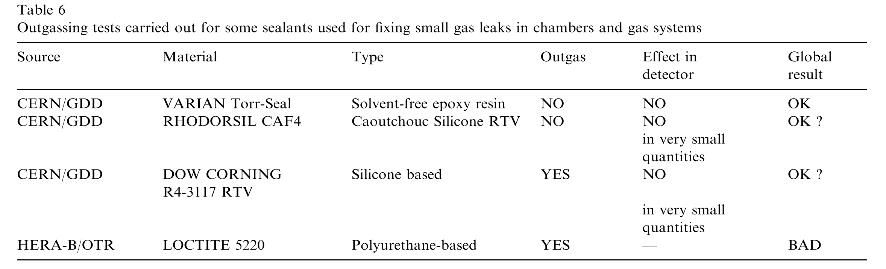 Table 6
Outgassing tests carried out for some sealants used for fixing small gas leaks in chambers and gas systems
Source Material Type Outgas Effect in detector Global result
CERN/GDD VARIAN Torr-Seal Solvent-free epoxy resin NO NO OK
CERN/GDD RHODORSIL CAF4 Caoutchouc Silicone RTV NO NO OK ?
in very small
quantities
CERN/GDD DOW CORNING Silicone based YES NO OK ?
R4-3117 RTV
in very small
quantities
HERA-B/OTR LOCTITE 5220 Polyurethane-based YES — BAD